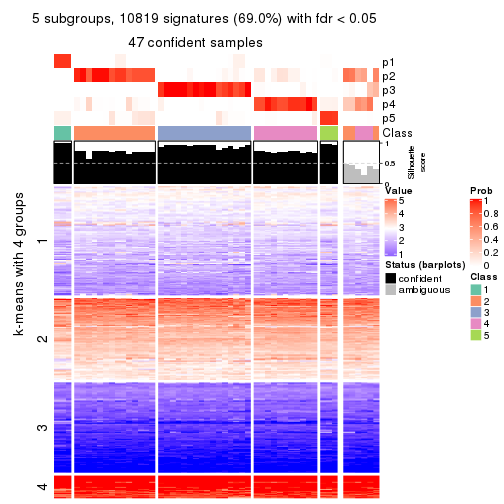 5 subgroups, 10819 signatures (69.0%) with fdr < 0.05
47 confident samples
p1
p2
p3
p4
p5
Class
1
0.5
0
Silhouette
score
k-means with 4 groups
1
2
3
4
Value
5
4
3
2
1
Status (barplots)
confident
ambiguous
Prob
1
0.8
0.6
0.4
0.2
0
Class
1
2
3
4
5